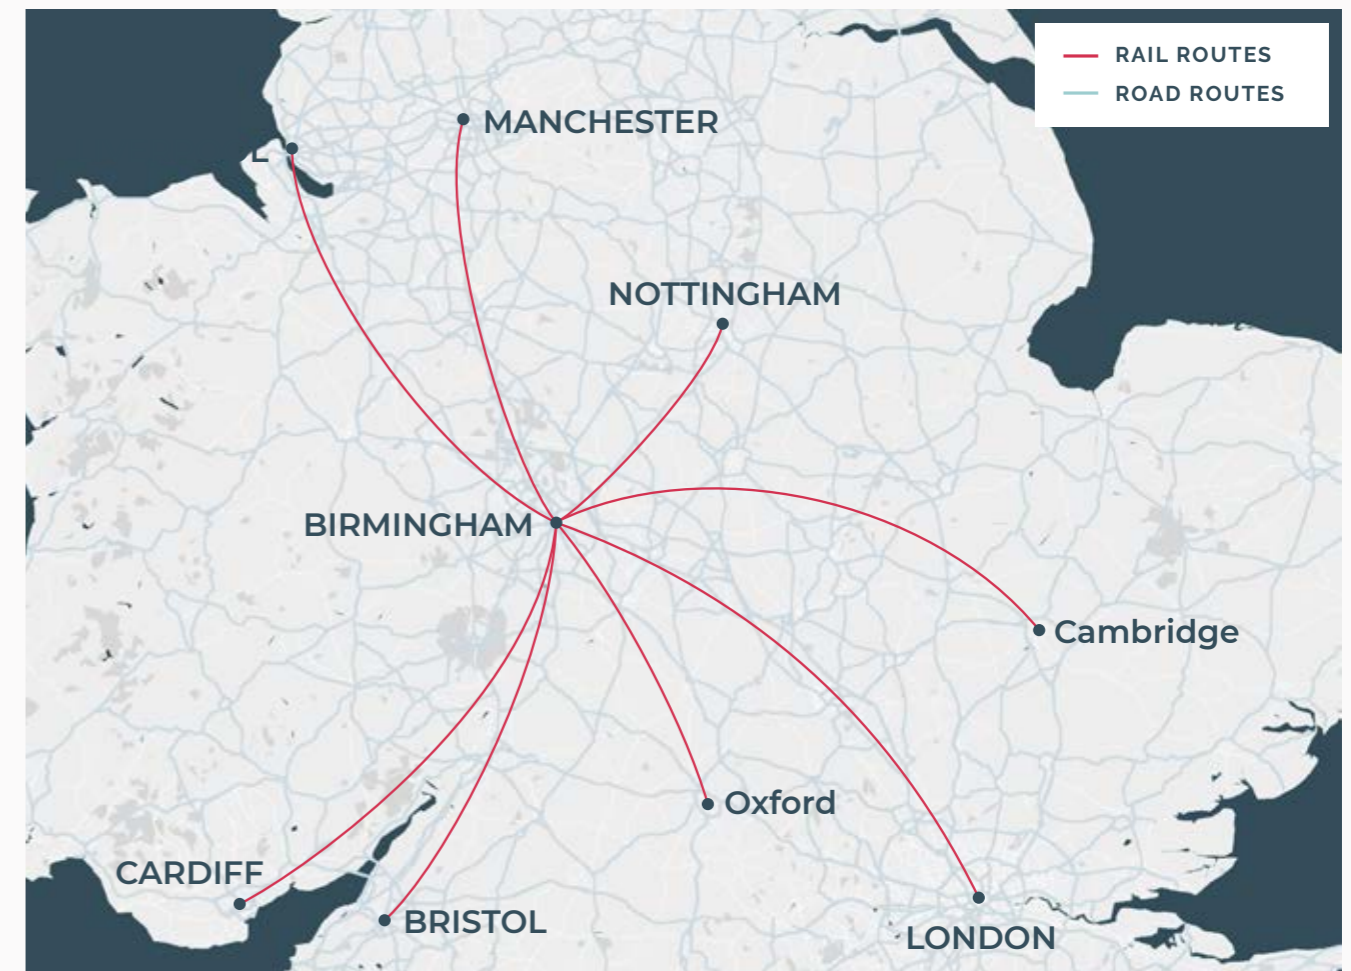 RAIL ROUTES
ROAD ROUTES
MANCHESTER
L
NOTTINGHAM
BIRMINGHAM
Cambridge
Oxford
CARDIFF
BRISTOL
LONDON